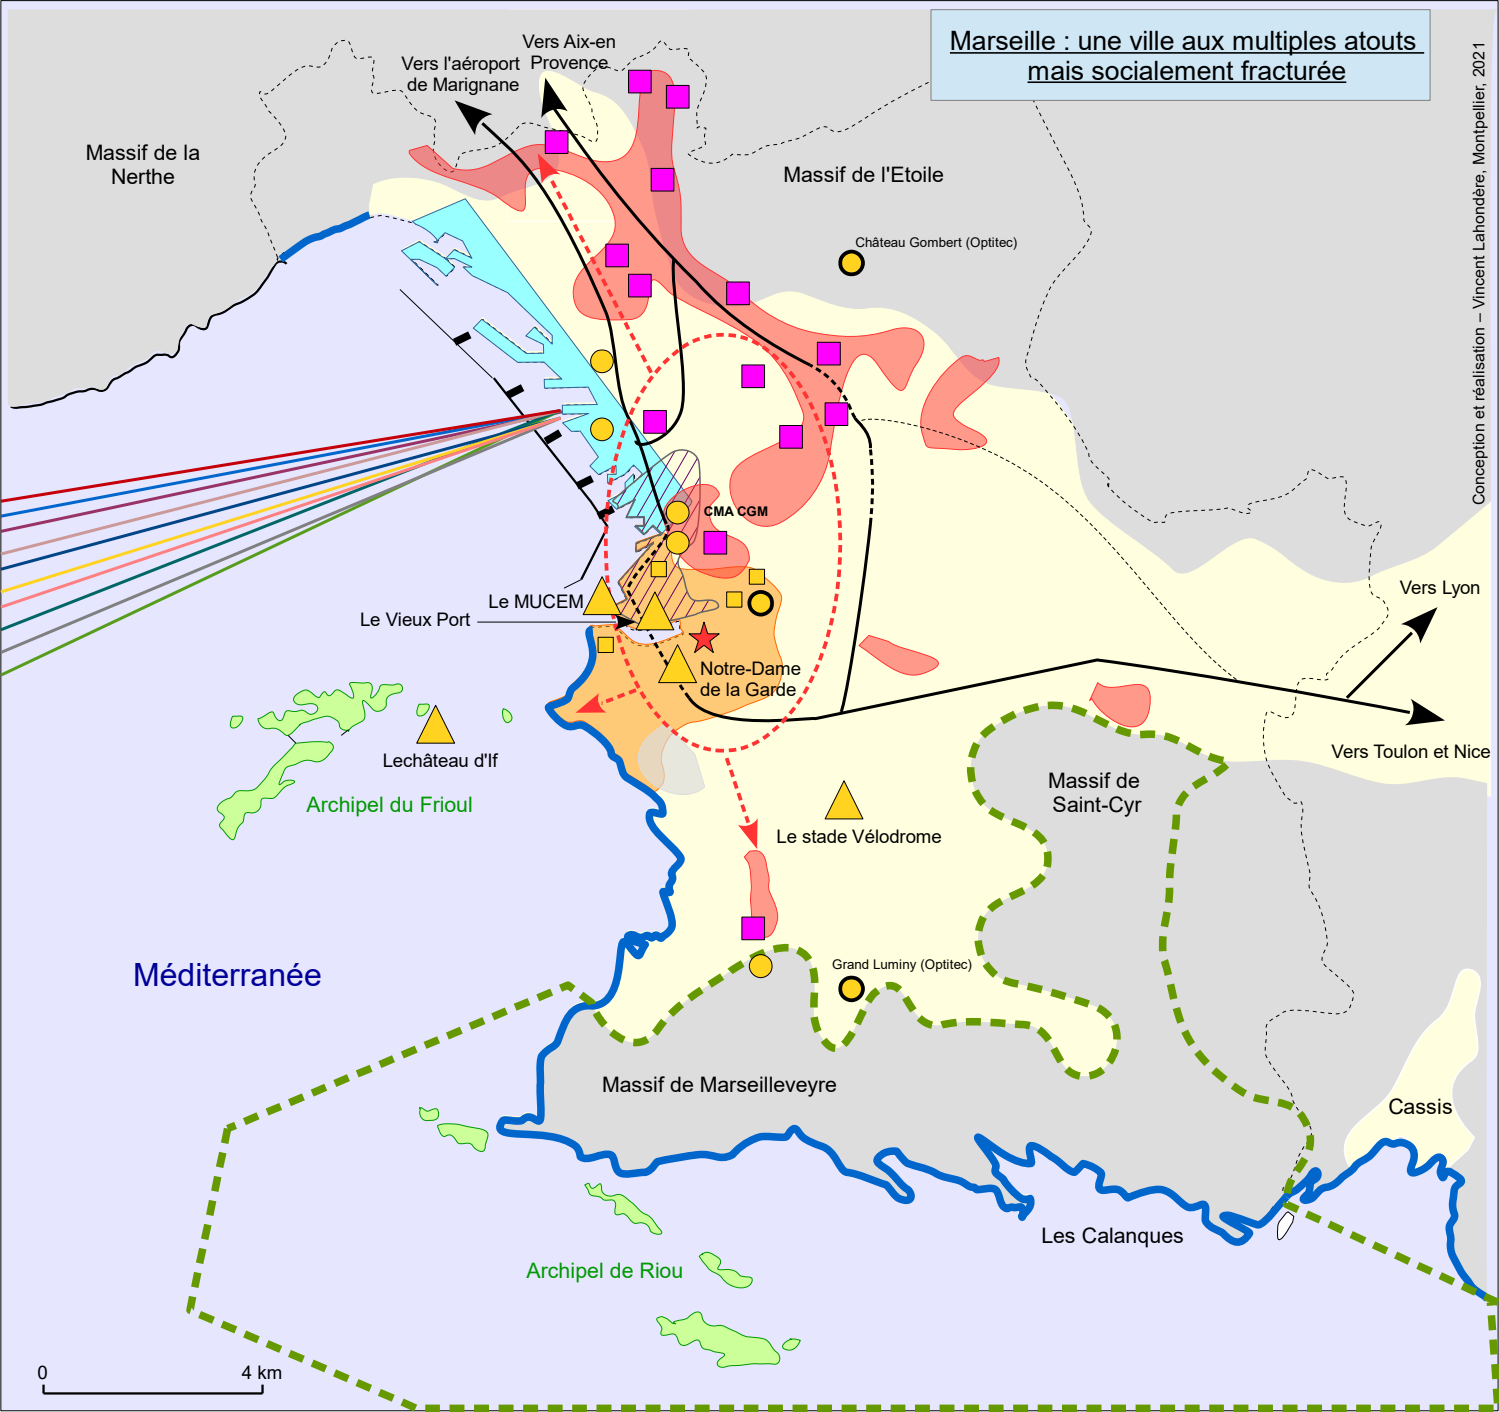 Marseille : une ville aux multiples atouts
mais socialement fracturée
Vers Aix-en
Provence
Vers l'aéroport
de Marignane
Massif de la
Nerthe
Massif de l'Etoile
Château Gombert (Optitec)
Conception et réalisation – Vincent Lahondère, Montpellier, 2021
CMA CGM
Vers Lyon
Le MUCEM
Le Vieux Port
Notre-Dame
de la Garde
Vers Toulon et Nice
Lechâteau d'If
Archipel du Frioul
Massif de
Saint-Cyr
Le stade Vélodrome
Méditerranée
Grand Luminy (Optitec)
Massif de Marseilleveyre
Cassis
Les Calanques
Archipel de Riou
0 4 km